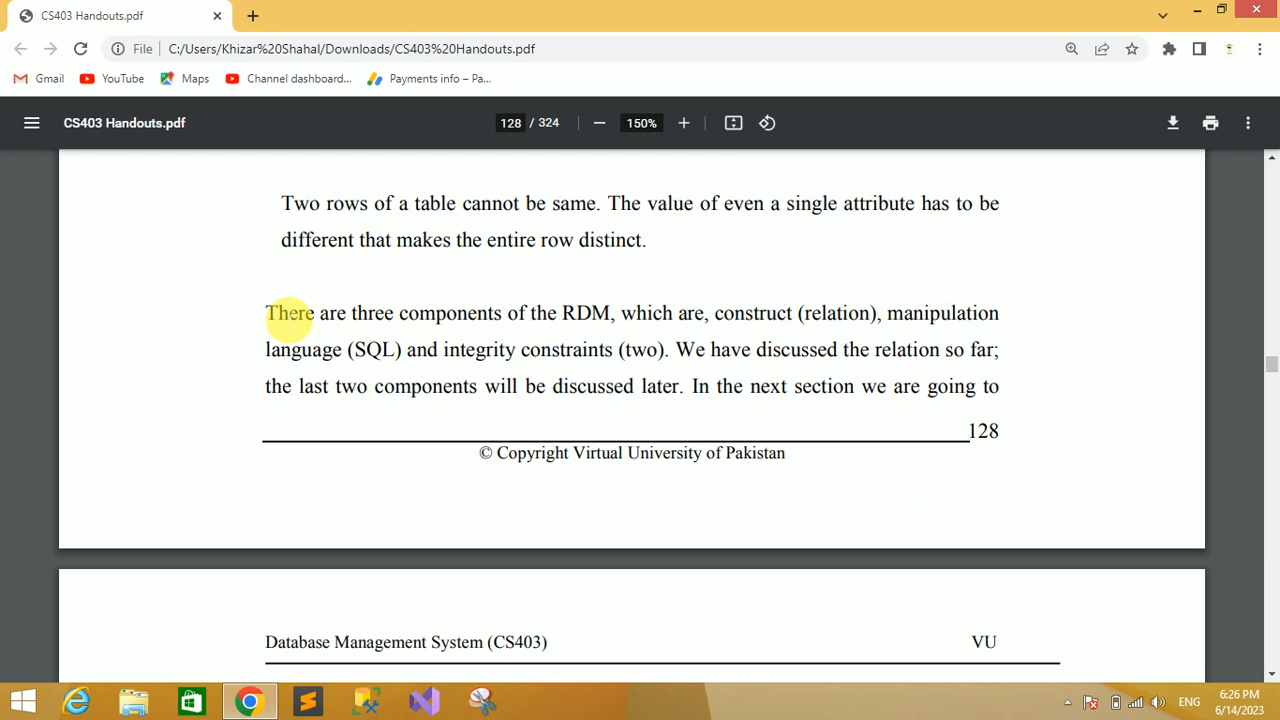 CS403 Handouts.pdf
File C:/Users/Khizar%20Shahal/Downloads/CS403%20Handouts.pdf
Gmail YouTube Maps Channel dashboard... Payments info – Pa...
CS403 Handouts.pdf 128 / 324 150%
Two rows of a table cannot be same. The value of even a single attribute has to be
different that makes the entire row distinct.
There are three components of the RDM, which are, construct (relation), manipulation
language (SQL) and integrity constraints (two). We have discussed the relation so far;
the last two components will be discussed later. In the next section we are going to
128
© Copyright Virtual University of Pakistan
Database Management System (CS403) VU
ENG 6:26 PM
6/14/2023